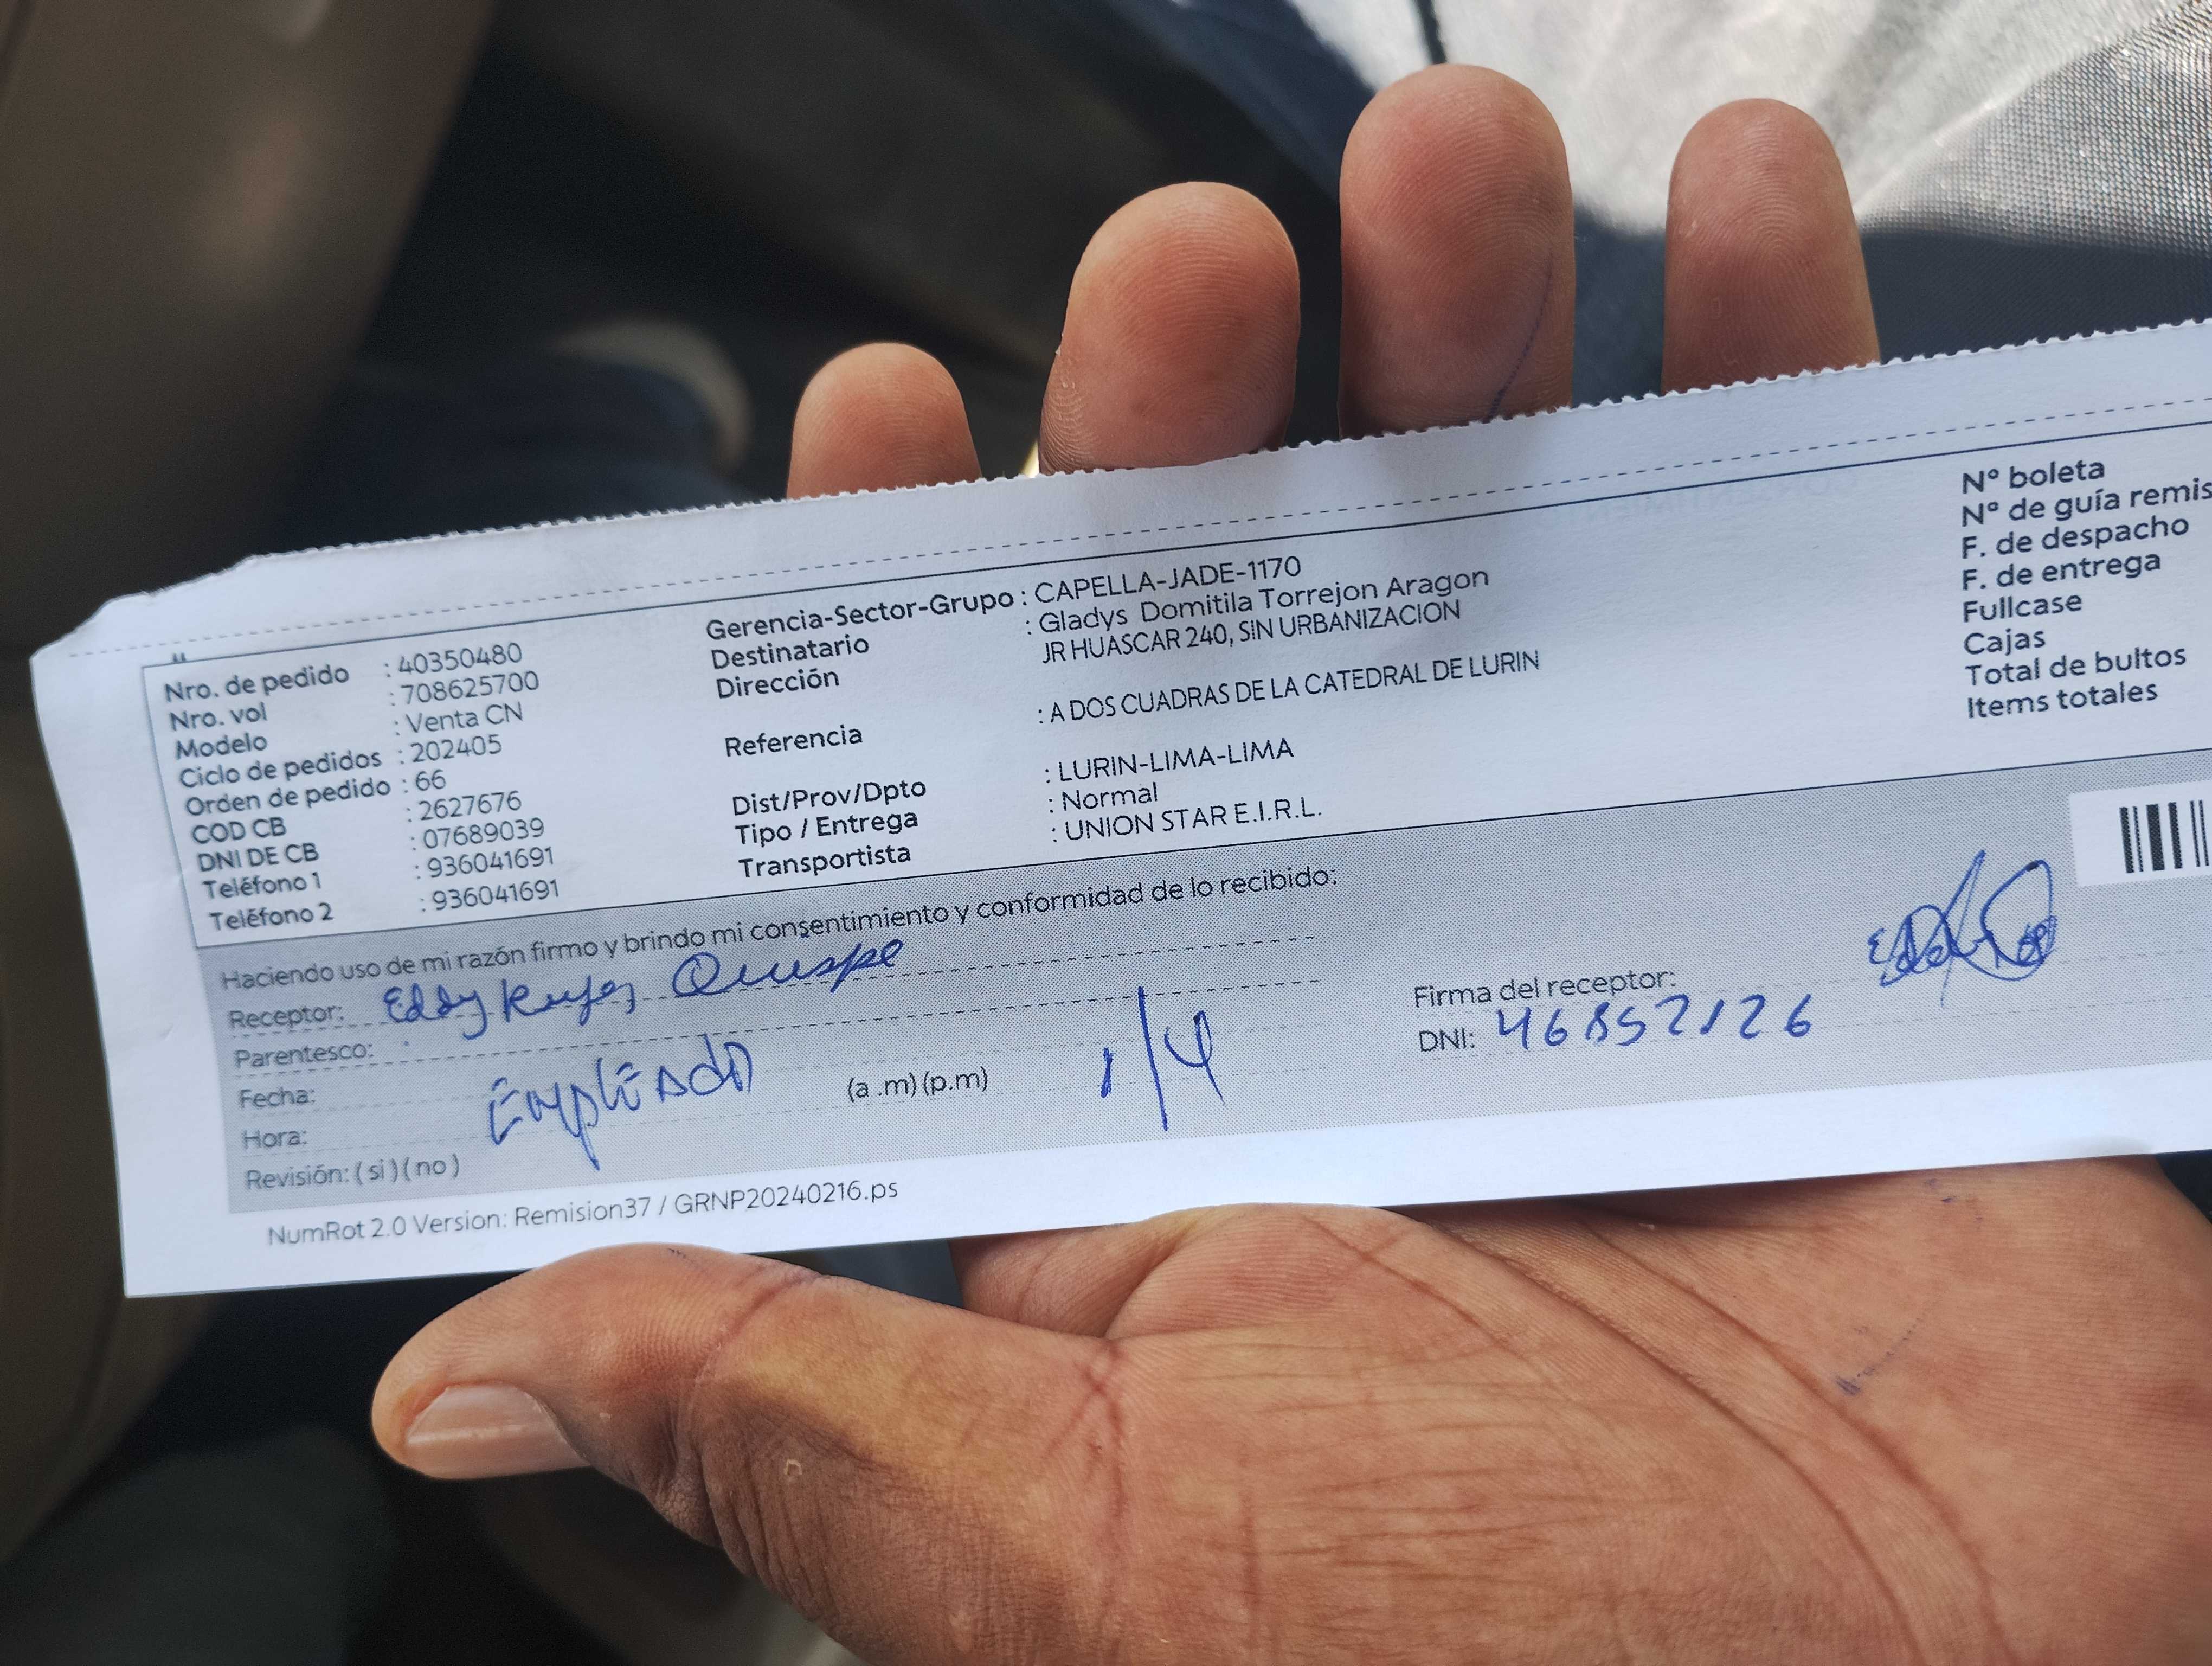 Nro. de pedido : 40350480
Nro. vol : 708625700
Modelo : Venta CN
Ciclo de pedidos : 202405
Orden de pedido : 66
COD CB : 2627676
DNI DE CB : 07689039
Teléfono 1 : 936041691
Teléfono 2 : 936041691
Gerencia-Sector-Grupo : CAPELLA-JADE-1170
Destinatario : Gladys Domitila Torrejon Aragon
Dirección JR HUASCAR 240, SIN URBANIZACION
Referencia : A DOS CUADRAS DE LA CATEDRAL DE LURIN
Dist/Prov/Dpto : LURIN-LIMA-LIMA
Tipo / Entrega : Normal
Transportista : UNION STAR E.I.R.L.
N° boleta
N° de guía remis
F. de despacho
F. de entrega
Fullcase
Cajas
Total de bultos
Items totales
Haciendo uso de mi razón firmo y brindo mi consentimiento y conformidad de lo recibido:
Receptor: Eddy Quispe
Parentesco:
Fecha: EmplEAdo
Hora: (a .m) (p.m)
Revisión: ( si ) ( no )
Firma del receptor:
DNI: 46852126
NumRot 2.0 Version: Remision37 / GRNP20240216.ps